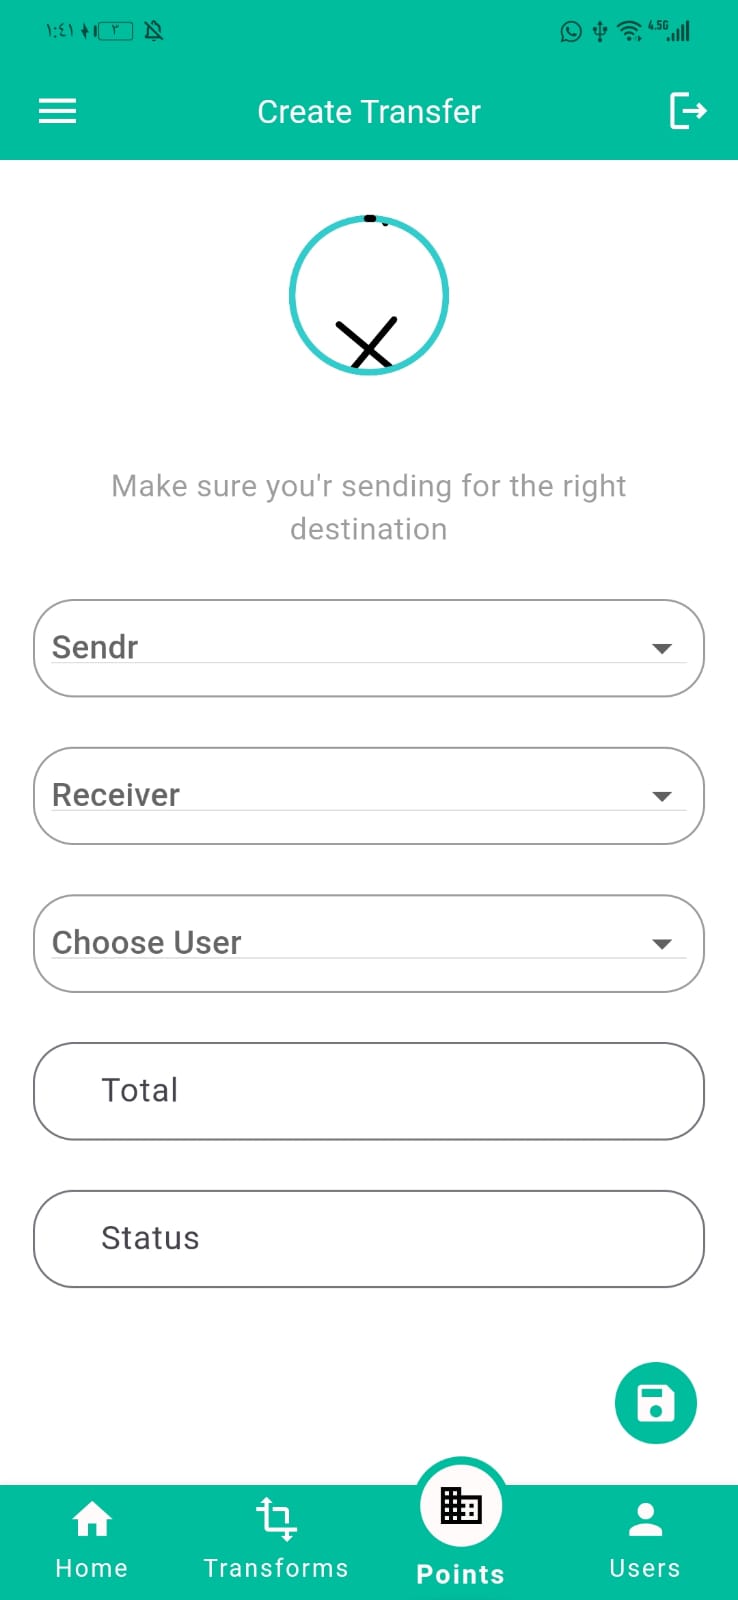 ١:٤١
٣
4.5G
Create Transfer
Make sure you'r sending for the right
destination
Sendr
Receiver
Choose User
Total
Status
Home
Transforms
Points
Users